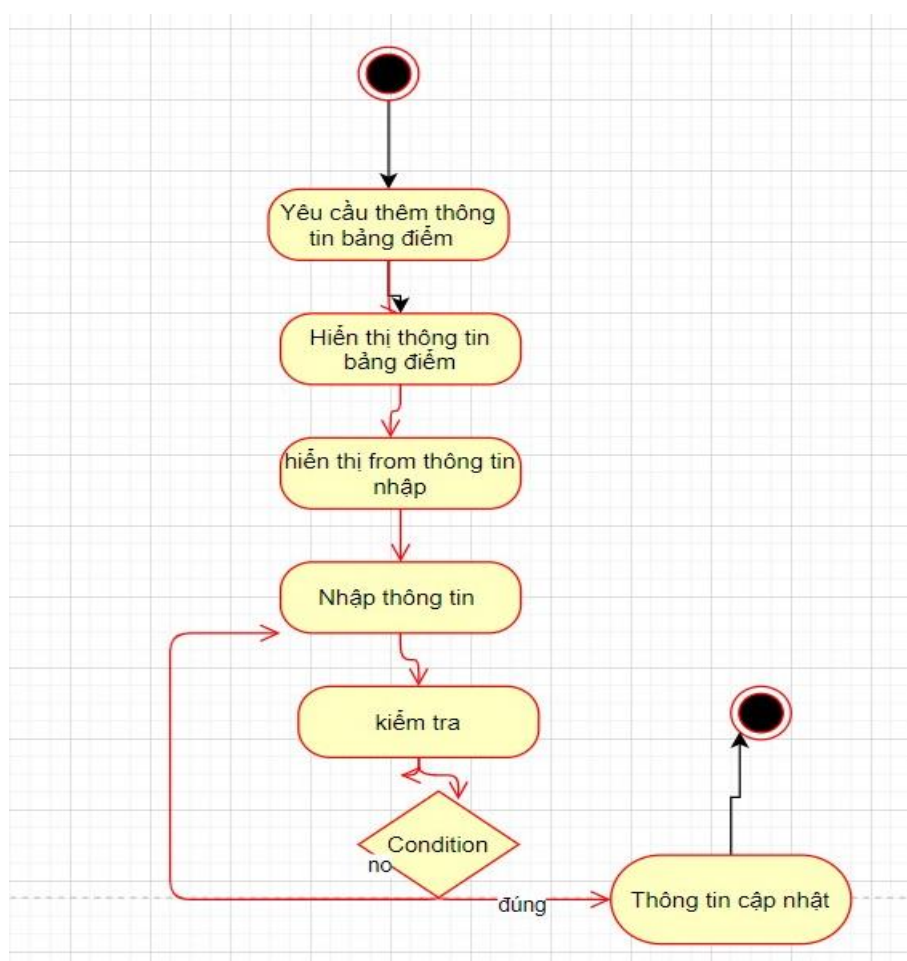 Yêu cầu thêm thông
tin bảng điểm
Hiển thị thông tin
bảng điểm
hiển thị from thông tin
nhập
Nhập thông tin
kiểm tra
Condition
no
đúng
Thông tin cập nhật